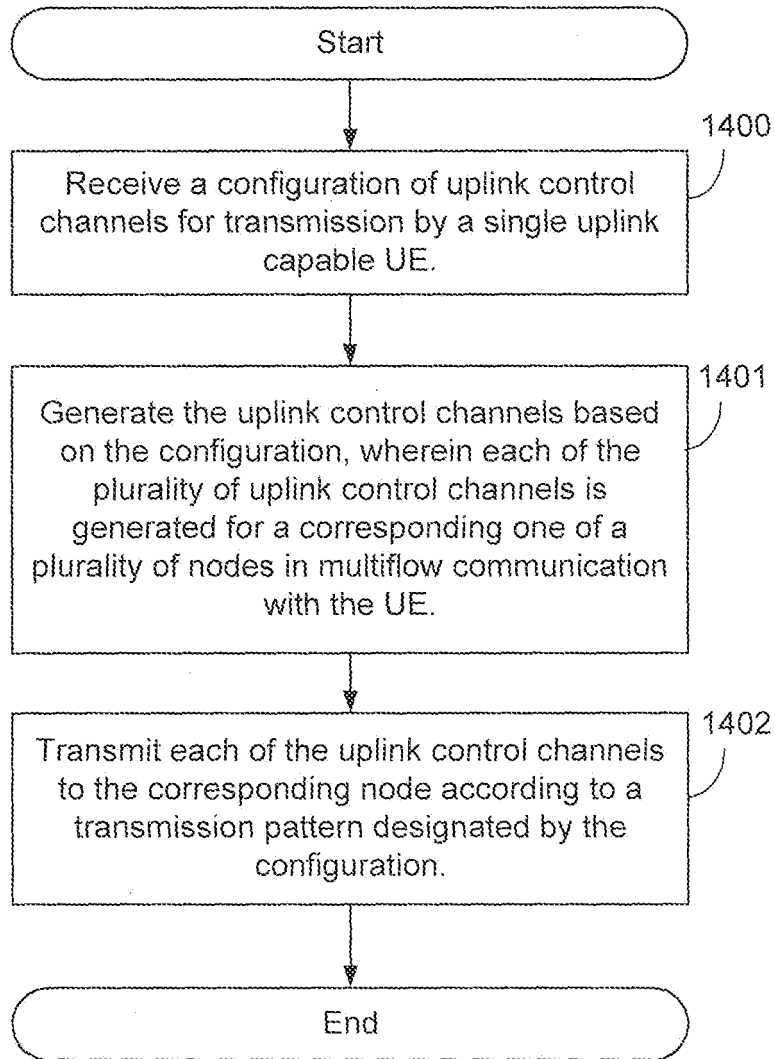 Start
1400
Receive a configuration of uplink control
channels for transmission by a single uplink
capable UE.
1401
Generate the uplink control channels based
on the configuration, wherein each of the
plurality of uplink control channels is
generated for a corresponding one of a
plurality of nodes in multiflow communication
with the UE.
1402
Transmit each of the uplink control channels
to the corresponding node according to a
transmission pattern designated by the
configuration.
End